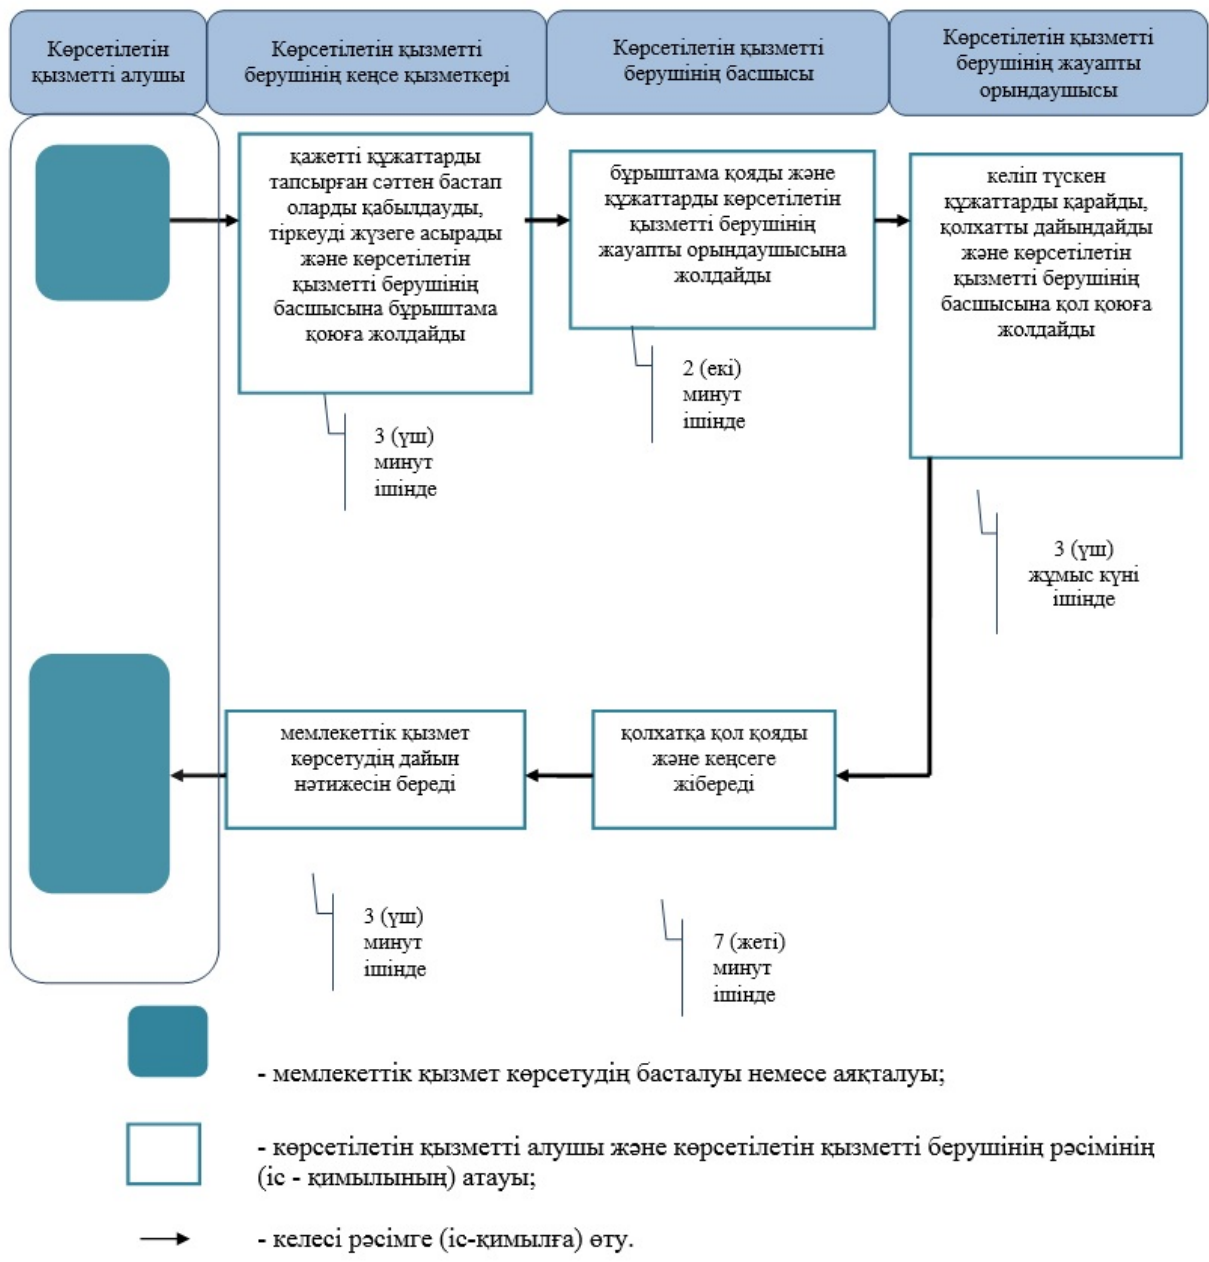 Көрсетілетін
қызметті алушы
Көрсетілетін қызметті
берушінің кеңсе қызметкері
Көрсетілетін қызметті
берушінің басшысы
Көрсетілетін қызметті
берушінің жауапты
орындаушысы
қажетті құжаттарды
тапсырған сәттен бастап
оларды қабылдауды,
тіркеуді жүзеге асырады
және көрсетілетін
қызметті берушінің
басшысына бұрыштама
қоюға жолдайды
бұрыштама қояды және
құжаттарды көрсетілетін
қызметті берушінің
жауапты орындаушысына
жолдайды
келіп түскен
құжаттарды қарайды,
қолхатты дайындайды
және көрсетілетін
қызметті берушінің
басшысына қол қоюға
жолдайды
3 (үш)
минут
ішінде
2 (екі)
минут
ішінде
3 (үш)
жұмыс күні
ішінде
мемлекеттік қызмет
көрсетудің дайын
нәтижесін береді
қолхатқа қол қояды
және кеңсеге
жібереді
3 (үш)
минут
ішінде
7 (жеті)
минут
ішінде
- мемлекеттік қызмет көрсетудің басталуы немесе аяқталуы;
- көрсетілетін қызметті алушы және көрсетілетін қызметті берушінің рәсімінің
(іс - қимылының) атауы;
- келесі рәсімге (іс-қимылға) өту.